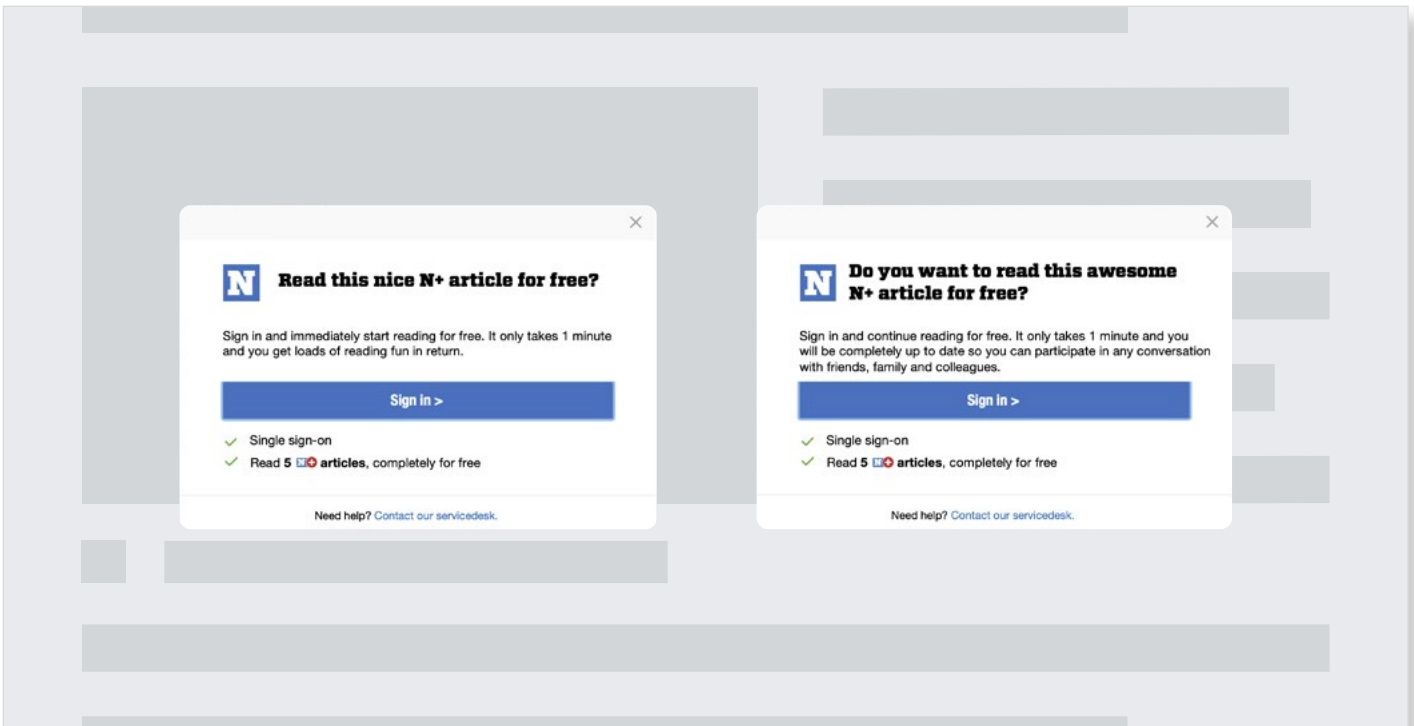 N Read this nice N+ article for free?
Sign in and immediately start reading for free. It only takes 1 minute
and you get loads of reading fun in return.
Sign in >
Single sign-on
Read 5 N+ articles, completely for free
Need help? Contact our servicedesk.
N Do you want to read this awesome
N+ article for free?
Sign in and continue reading for free. It only takes 1 minute and you
will be completely up to date so you can participate in any conversation
with friends, family and colleagues.
Sign in >
Single sign-on
Read 5 N+ articles, completely for free
Need help? Contact our servicedesk.